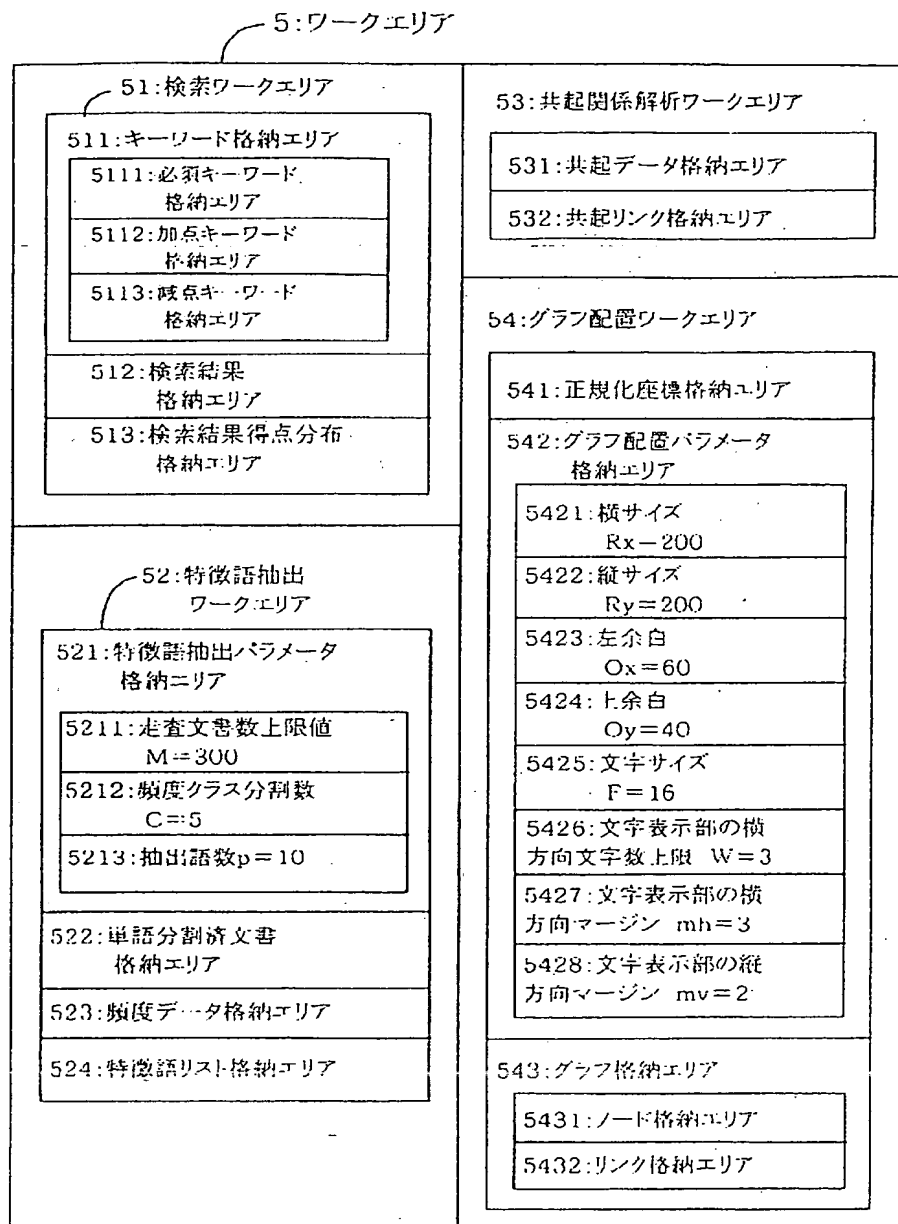 5:ワークエリア
51:検索ワークエリア
511:キーワード格納エリア
5111:必須キーワード
格納エリア
5112:加点キーワード
格納エリア
5113:減点キーワード
格納エリア
512:検索結果
格納エリア
513:検索結果得点分布
格納エリア
52:特徴語抽出
ワークエリア
521:特徴語抽出パラメータ
格納エリア
5211:走査文書数上限値
M=300
5212:頻度クラス分割数
C=5
5213:抽出語数p=10
522:単語分割済文書
格納エリア
523:頻度データ格納エリア
524:特徴語リスト格納エリア
53:共起関係解析ワークエリア
531:共起データ格納エリア
532:共起リンク格納エリア
54:グラフ配置ワークエリア
541:正規化座標格納エリア
542:グラフ配置パラメータ
格納エリア
5421:横サイズ
Rx=200
5422:縦サイズ
Ry=200
5423:左余白
Ox=60
5424:上余白
Oy=40
5425:文字サイズ
F=16
5426:文字表示部の横
方向文字数上限 W=3
5427:文字表示部の横
方向マージン mh=3
5428:文字表示部の縦
方向マージン mv=2
543:グラフ格納エリア
5431:ノード格納エリア
5432:リンク格納エリア